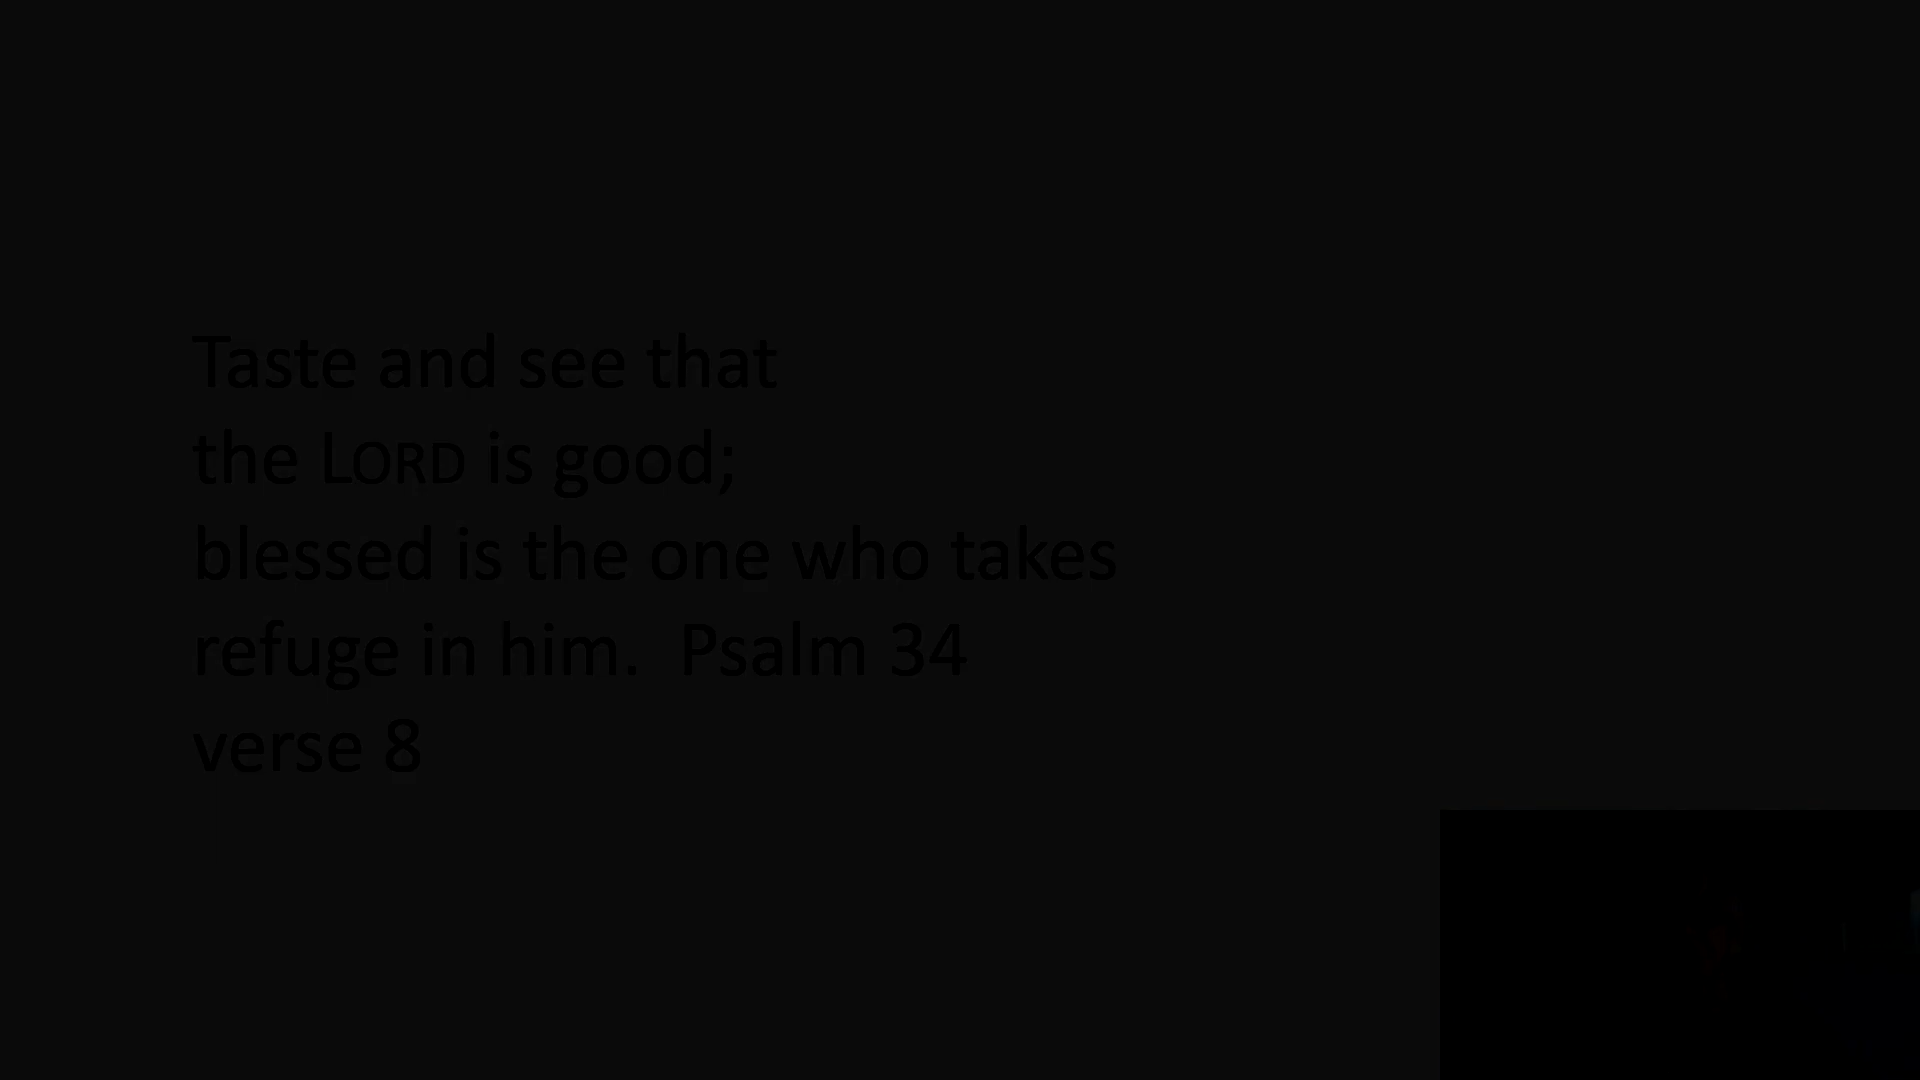 Taste and see that
the LORD is good;
blessed is the one who takes
refuge in him.  Psalm 34
verse 8